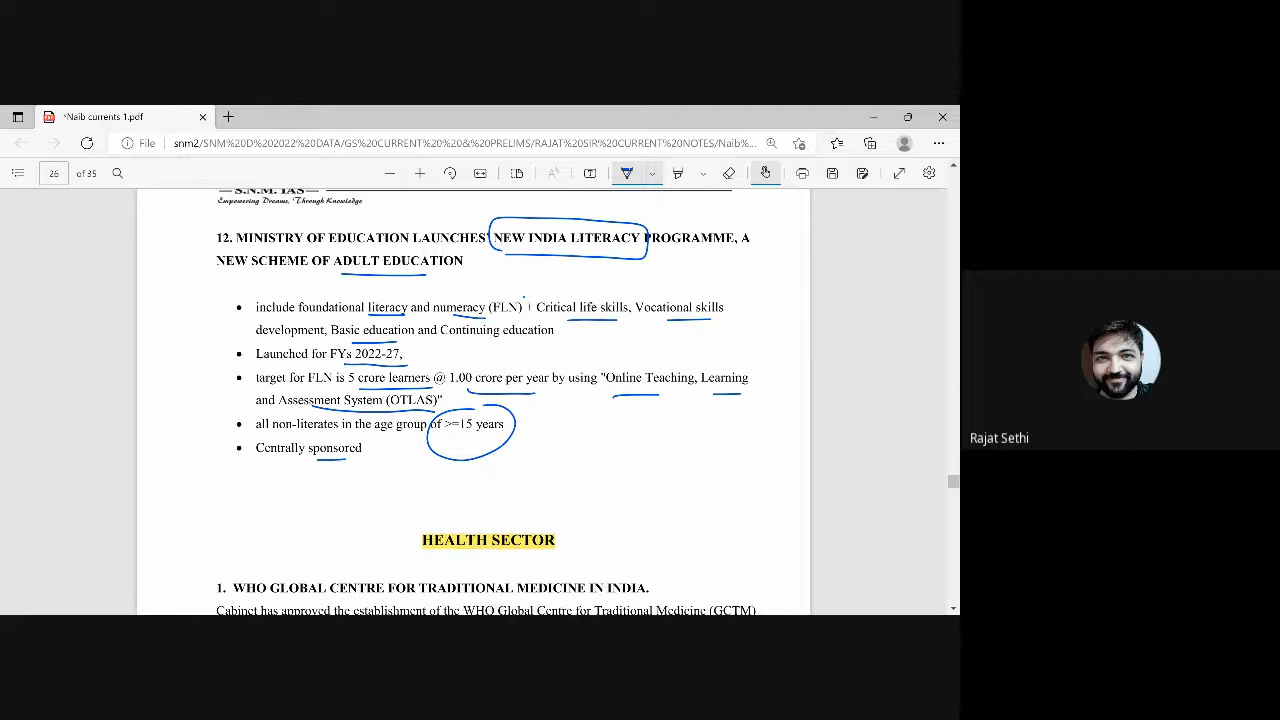 *Naib currents 1.pdf
File
snm2/SNM%20D%202022%20DATA/GS%20CURRENT%20%20&%20PRELIMS/RAJAT%20SIR%20CURRENT%20NOTES/Naib%...
26 of 35
— S.N.M. IAS —
Empowering Dreams, Through Knowledge
12. MINISTRY OF EDUCATION LAUNCHES' NEW INDIA LITERACY PROGRAMME, A
NEW SCHEME OF ADULT EDUCATION
• include foundational literacy and numeracy (FLN) + Critical life skills, Vocational skills
development, Basic education and Continuing education
• Launched for FYs 2022-27,
• target for FLN is 5 crore learners @ 1.00 crore per year by using "Online Teaching, Learning
and Assessment System (OTLAS)"
• all non-literates in the age group of >=15 years
• Centrally sponsored
HEALTH SECTOR
1. WHO GLOBAL CENTRE FOR TRADITIONAL MEDICINE IN INDIA.
Cabinet has approved the establishment of the WHO Global Centre for Traditional Medicine (GCTM)
Rajat Sethi